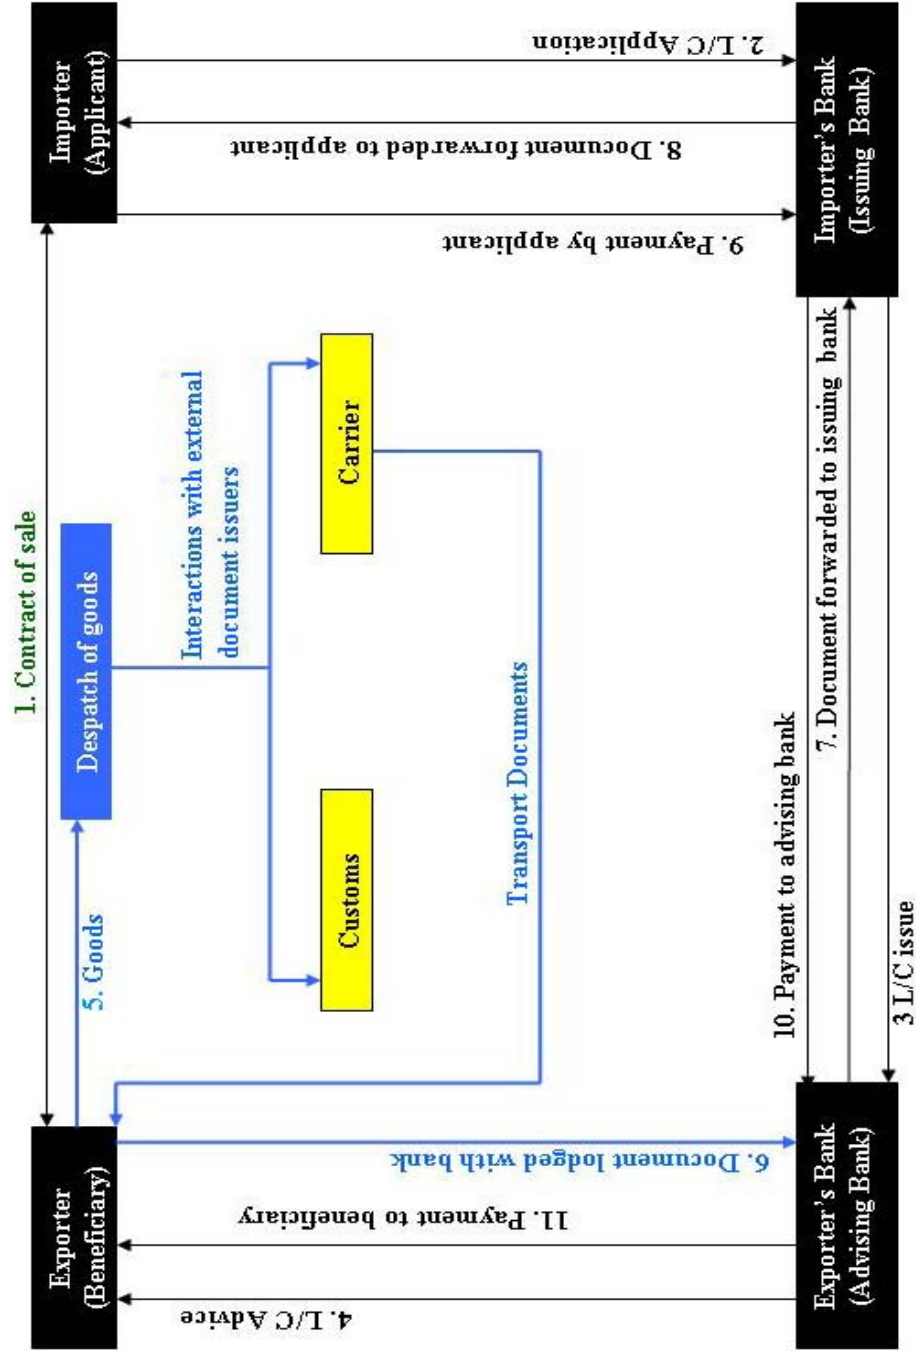 1. Contract of sale
Exporter
(Beneficiary)
5. Goods
Despatch of goods
Importer
(Applicant)
Interactions with external
document issuers
Customs
Carrier
Transport Documents
4. L/C Advice
11. Payment to beneficiary
6. Document lodged with
bank
9. Payment by applicant
8. Document forwarded to applicant
2. L/C Application
10. Payment to advising bank
7. Document forwarded to issuing bank
3 L/C issue
Exporter's Bank
(Advising Bank)
Importer's Bank
(Issuing Bank)